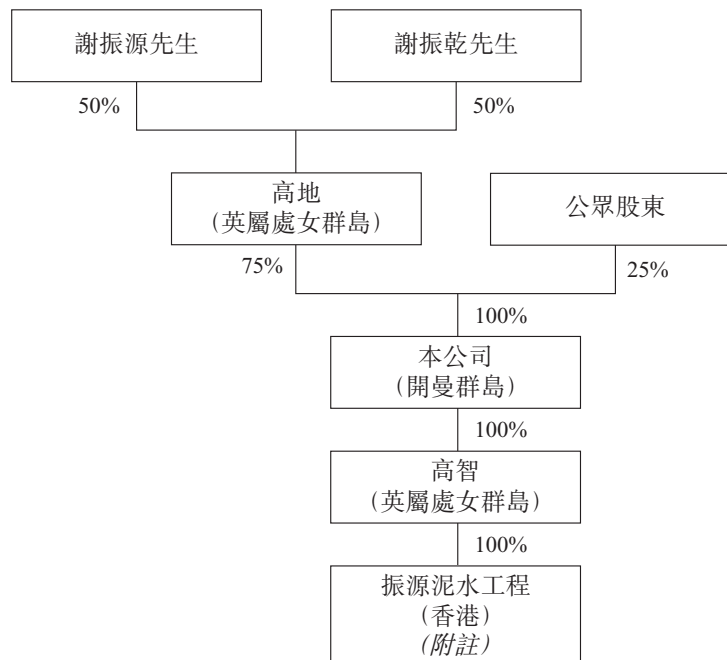 謝振源先生
謝振乾先生
50%
50%
高地
(英屬處女群島)
公眾股東
75%
25%
100%
本公司
(開曼群島)
100%
高智
(英屬處女群島)
100%
振源泥水工程
(香港)
(附註)